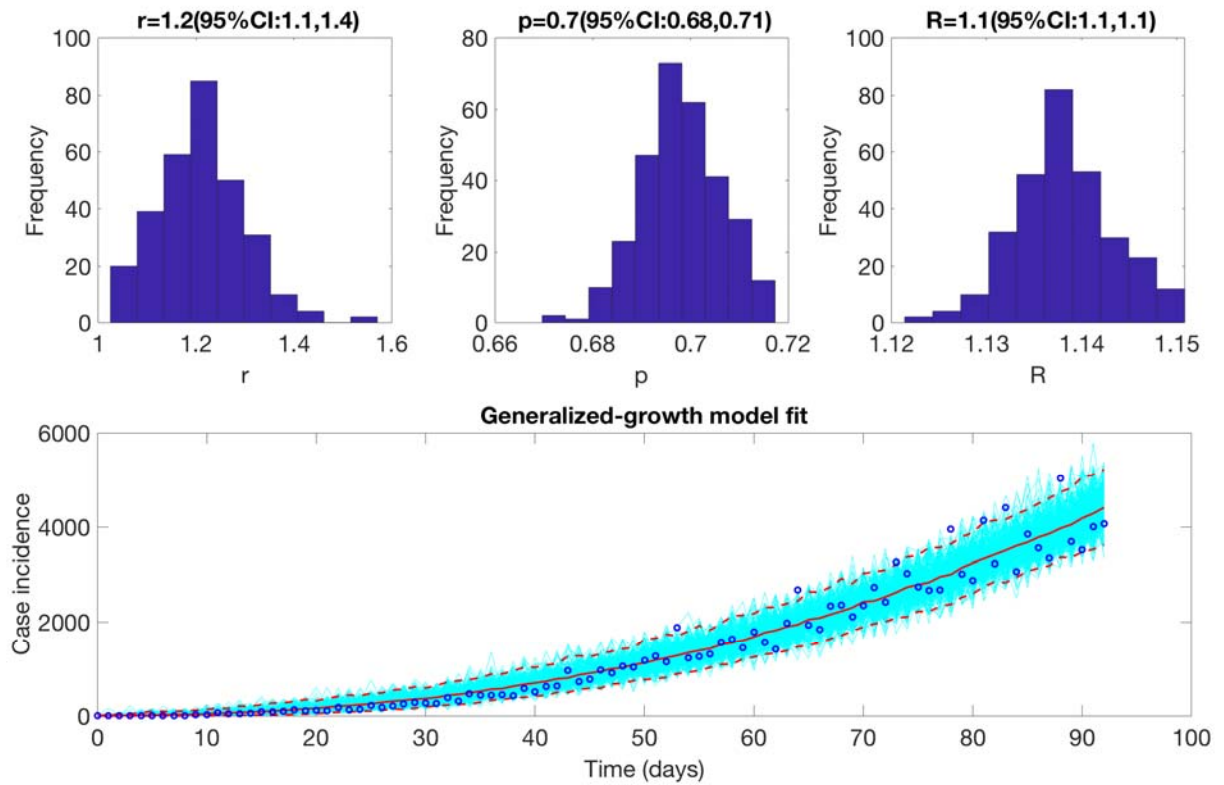 r=1.2(95%CI:1.1,1.4)
100
80
60
40
20
0
Frequency
1 1.2 1.4 1.6
r
p=0.7(95%CI:0.68,0.71)
80
60
40
20
0
Frequency
0.66 0.68 0.7 0.72
p
R=1.1(95%CI:1.1,1.1)
100
80
60
40
20
0
Frequency
1.12 1.13 1.14 1.15
R
Generalized-growth model fit
6000
4000
2000
0
Case incidence
0 10 20 30 40 50 60 70 80 90 100
Time (days)